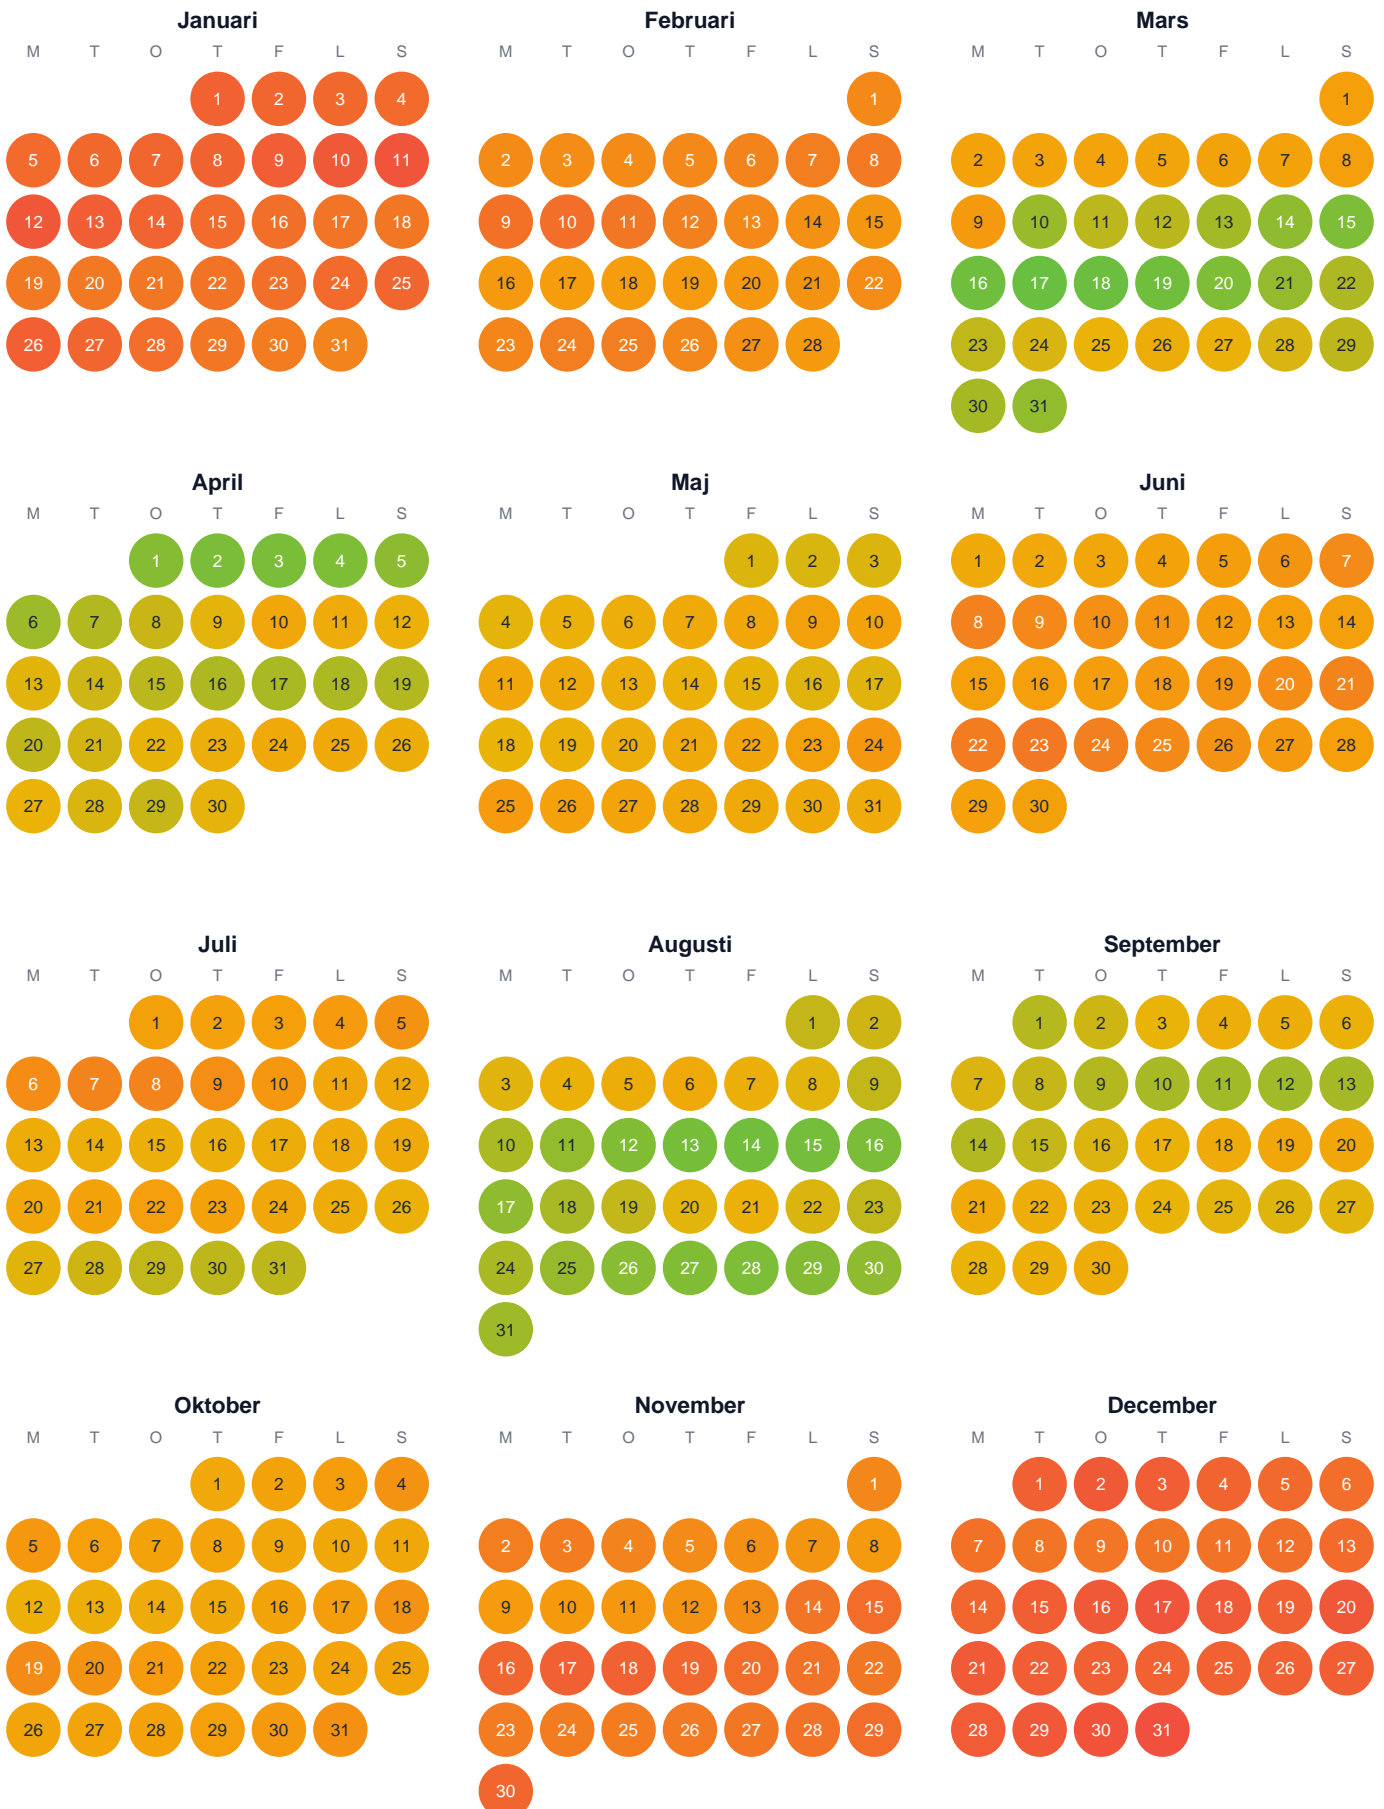 Januari Februari Mars
M T O T F L S M T O T F L S M T O T F L S
1 2 3 4 1 1
5 6 7 8 9 10 11 2 3 4 5 6 7 8 2 3 4 5 6 7 8
12 13 14 15 16 17 18 9 10 11 12 13 14 15 9 10 11 12 13 14 15
19 20 21 22 23 24 25 16 17 18 19 20 21 22 16 17 18 19 20 21 22
26 27 28 29 30 31 23 24 25 26 27 28 23 24 25 26 27 28 29
30 31
April Maj Juni
M T O T F L S M T O T F L S M T O T F L S
1 2 3 4 5 1 2 3 1 2 3 4 5 6 7
6 7 8 9 10 11 12 4 5 6 7 8 9 10 8 9 10 11 12 13 14
13 14 15 16 17 18 19 11 12 13 14 15 16 17 15 16 17 18 19 20 21
20 21 22 23 24 25 26 18 19 20 21 22 23 24 22 23 24 25 26 27 28
27 28 29 30 25 26 27 28 29 30 31 29 30
Juli Augusti September
M T O T F L S M T O T F L S M T O T F L S
1 2 3 4 5 1 2 1 2 3 4 5 6
6 7 8 9 10 11 12 3 4 5 6 7 8 9 7 8 9 10 11 12 13
13 14 15 16 17 18 19 10 11 12 13 14 15 16 14 15 16 17 18 19 20
20 21 22 23 24 25 26 17 18 19 20 21 22 23 21 22 23 24 25 26 27
27 28 29 30 31 24 25 26 27 28 29 30 28 29 30
31
Oktober November December
M T O T F L S M T O T F L S M T O T F L S
1 2 3 4 1 1 2 3 4 5 6
5 6 7 8 9 10 11 2 3 4 5 6 7 8 7 8 9 10 11 12 13
12 13 14 15 16 17 18 9 10 11 12 13 14 15 14 15 16 17 18 19 20
19 20 21 22 23 24 25 16 17 18 19 20 21 22 21 22 23 24 25 26 27
26 27 28 29 30 31 23 24 25 26 27 28 29 28 29 30 31
30